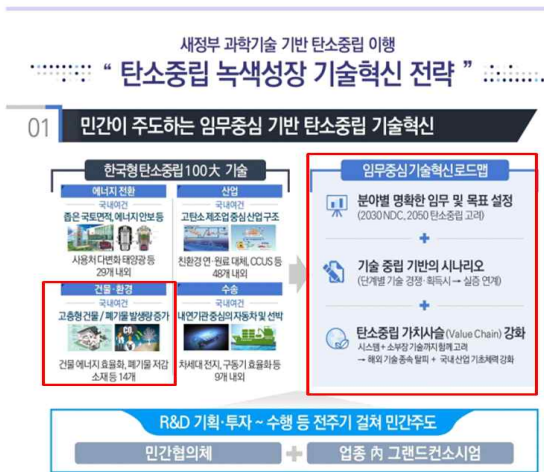 새정부 과학기술 기반 탄소중립 이행
“ 탄소중립 녹색성장 기술혁신 전략 ”
01 민간이 주도하는 임무중심 기반 탄소중립 기술혁신
한국형 탄소중립 100大 기술
에너지 전환
국내여건
좁은 국토면적, 에너지 안보 등
사용처 다변화 태양광 등
29개 내외
산업
국내여건
고탄소 제조업 중심 산업 구조
친환경 연·원료 대체, CCUS 등
48개 내외
건물·환경
국내여건
고층형 건물 / 폐기물 발생량 증가
CO₂
건물 에너지 효율화, 폐기물 저감
소재 등 14개
수송
국내여건
내연기관 중심의 자동차 및 선박
차세대 전지, 구동기 효율화 등
9개 내외
임무중심 기술혁신 로드맵
분야별 명확한 임무 및 목표 설정
(2030 NDC, 2050 탄소중립 고려)
+
기술 중립 기반의 시나리오
(단계별 기술 경쟁·획득시 → 실증 연계)
+
탄소중립 가치사슬(Value Chain) 강화
시스템 + 소부장 기술까지 함께 고려
→ 해외 기술 종속 탈피 + 국내 산업 기초체력 강화
R&D 기획·투자 ~ 수행 등 전주기 걸쳐 민간주도
민간협의체 + 업종 內 그랜드컨소시엄